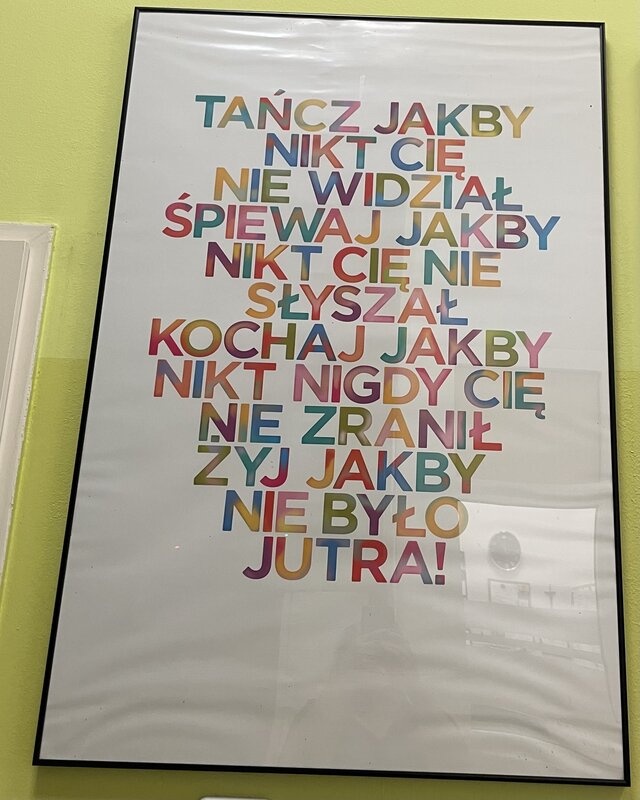 TAŃCZ JAKBY
NIKT CIĘ
NIE WIDZIAŁ
ŚPIEWAJ JAKBY
NIKT CIĘ NIE
SŁYSZAŁ
KOCHAJ JAKBY
NIKT NIGDY CIĘ
NIE ZRANIŁ
ŻYJ JAKBY
NIE BYŁO
JUTRA!